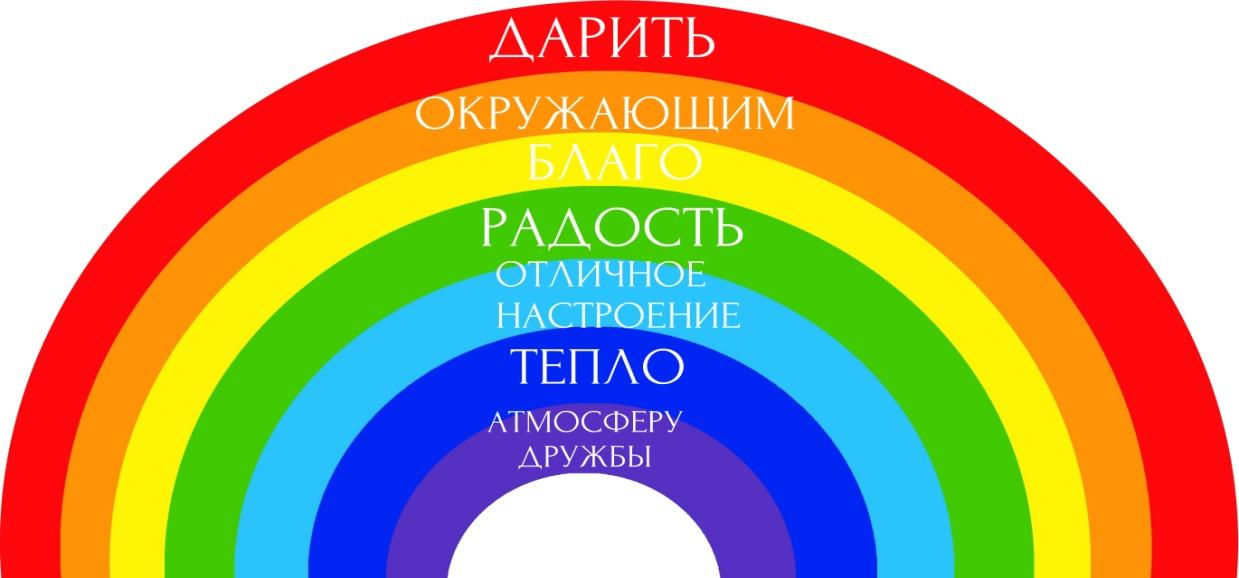 ДАРИТЬ
ОКРУЖАЮЩИМ
БЛАГО
РАДОСТЬ
ОТЛИЧНОЕ
НАСТРОЕНИЕ
ТЕПЛО
АТМОСФЕРУ
ДРУЖБЫ